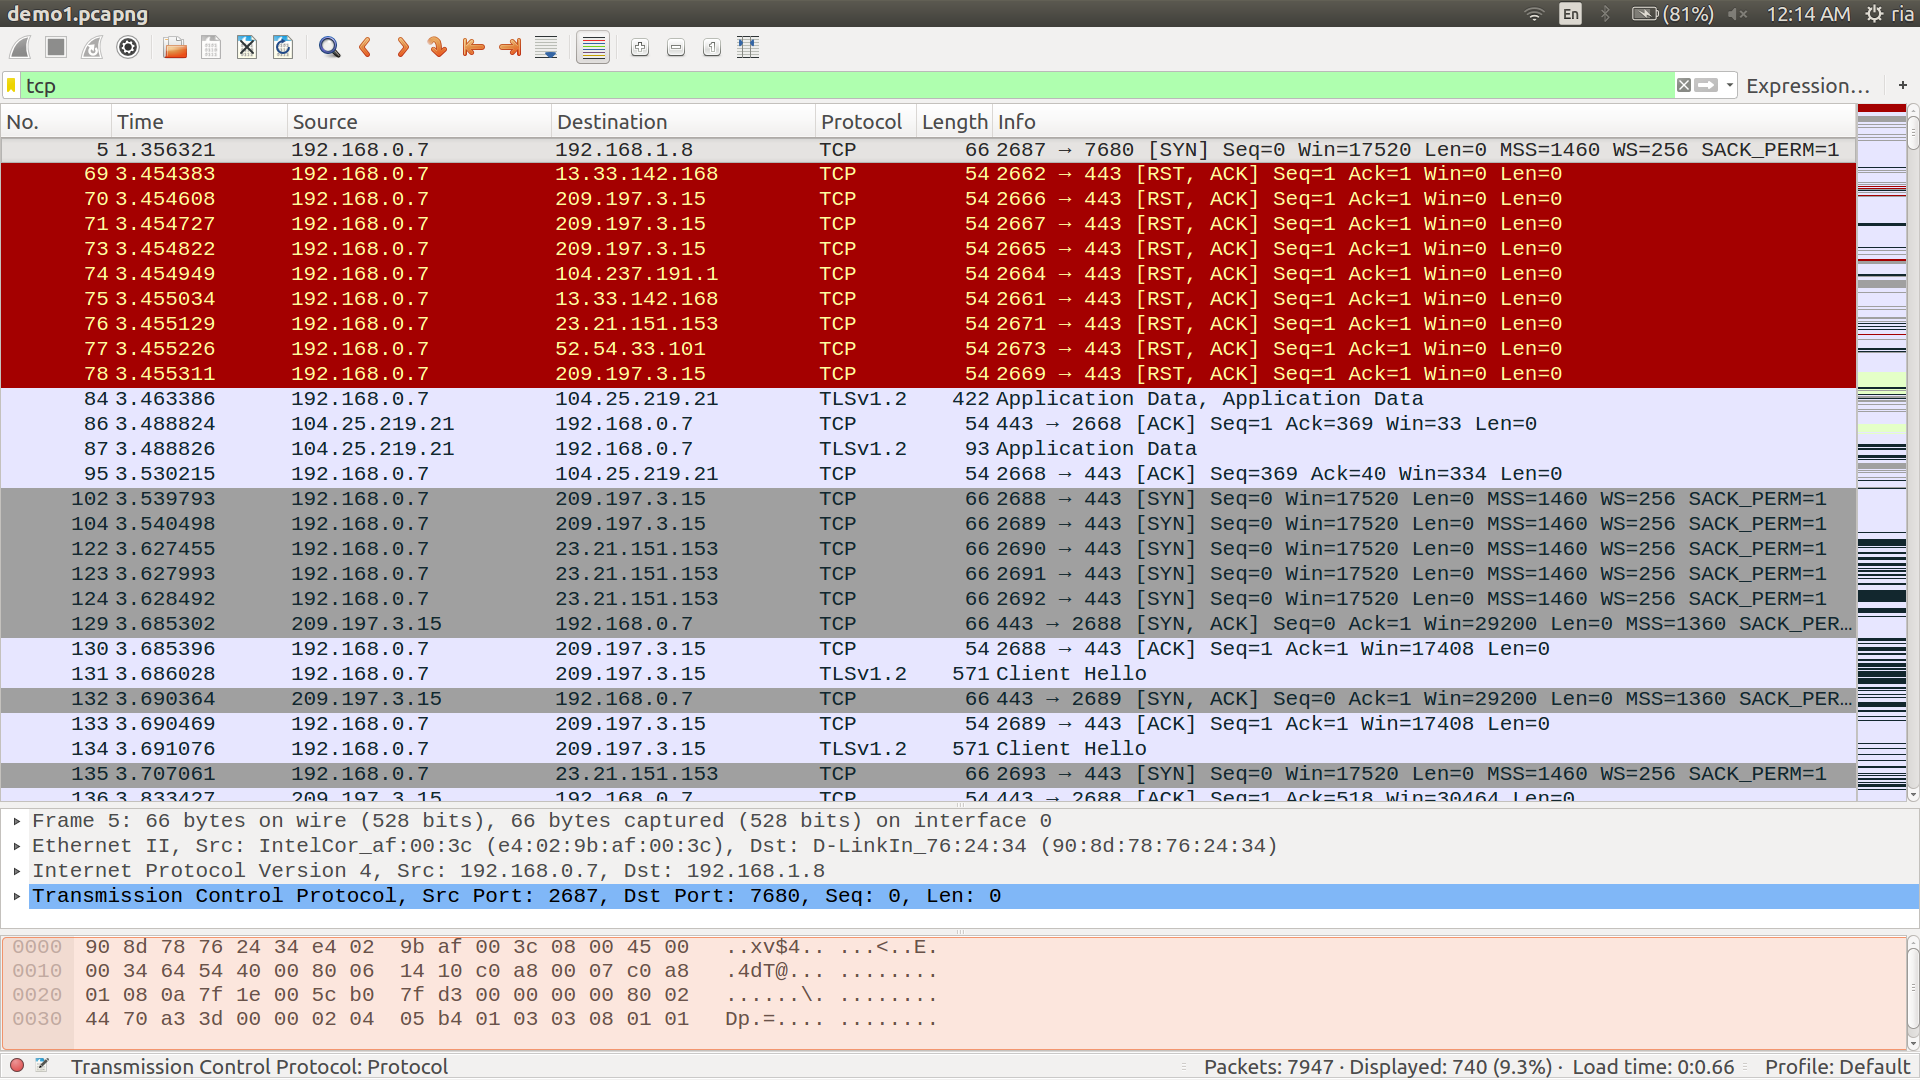 demo1.pcapng En (81%) 12:14 AM ria
tcp Expression… +
No. Time Source Destination Protocol Length Info
5 1.356321 192.168.0.7 192.168.1.8 TCP 66 2687 → 7680 [SYN] Seq=0 Win=17520 Len=0 MSS=1460 WS=256 SACK_PERM=1
69 3.454383 192.168.0.7 13.33.142.168 TCP 54 2662 → 443 [RST, ACK] Seq=1 Ack=1 Win=0 Len=0
70 3.454608 192.168.0.7 209.197.3.15 TCP 54 2666 → 443 [RST, ACK] Seq=1 Ack=1 Win=0 Len=0
71 3.454727 192.168.0.7 209.197.3.15 TCP 54 2667 → 443 [RST, ACK] Seq=1 Ack=1 Win=0 Len=0
73 3.454822 192.168.0.7 209.197.3.15 TCP 54 2665 → 443 [RST, ACK] Seq=1 Ack=1 Win=0 Len=0
74 3.454949 192.168.0.7 104.237.191.1 TCP 54 2664 → 443 [RST, ACK] Seq=1 Ack=1 Win=0 Len=0
75 3.455034 192.168.0.7 13.33.142.168 TCP 54 2661 → 443 [RST, ACK] Seq=1 Ack=1 Win=0 Len=0
76 3.455129 192.168.0.7 23.21.151.153 TCP 54 2671 → 443 [RST, ACK] Seq=1 Ack=1 Win=0 Len=0
77 3.455226 192.168.0.7 52.54.33.101 TCP 54 2673 → 443 [RST, ACK] Seq=1 Ack=1 Win=0 Len=0
78 3.455311 192.168.0.7 209.197.3.15 TCP 54 2669 → 443 [RST, ACK] Seq=1 Ack=1 Win=0 Len=0
84 3.463386 192.168.0.7 104.25.219.21 TLSv1.2 422 Application Data, Application Data
86 3.488824 104.25.219.21 192.168.0.7 TCP 54 443 → 2668 [ACK] Seq=1 Ack=369 Win=33 Len=0
87 3.488826 104.25.219.21 192.168.0.7 TLSv1.2 93 Application Data
95 3.530215 192.168.0.7 104.25.219.21 TCP 54 2668 → 443 [ACK] Seq=369 Ack=40 Win=334 Len=0
102 3.539793 192.168.0.7 209.197.3.15 TCP 66 2688 → 443 [SYN] Seq=0 Win=17520 Len=0 MSS=1460 WS=256 SACK_PERM=1
104 3.540498 192.168.0.7 209.197.3.15 TCP 66 2689 → 443 [SYN] Seq=0 Win=17520 Len=0 MSS=1460 WS=256 SACK_PERM=1
122 3.627455 192.168.0.7 23.21.151.153 TCP 66 2690 → 443 [SYN] Seq=0 Win=17520 Len=0 MSS=1460 WS=256 SACK_PERM=1
123 3.627993 192.168.0.7 23.21.151.153 TCP 66 2691 → 443 [SYN] Seq=0 Win=17520 Len=0 MSS=1460 WS=256 SACK_PERM=1
124 3.628492 192.168.0.7 23.21.151.153 TCP 66 2692 → 443 [SYN] Seq=0 Win=17520 Len=0 MSS=1460 WS=256 SACK_PERM=1
129 3.685302 209.197.3.15 192.168.0.7 TCP 66 443 → 2688 [SYN, ACK] Seq=0 Ack=1 Win=29200 Len=0 MSS=1360 SACK_PER…
130 3.685396 192.168.0.7 209.197.3.15 TCP 54 2688 → 443 [ACK] Seq=1 Ack=1 Win=17408 Len=0
131 3.686028 192.168.0.7 209.197.3.15 TLSv1.2 571 Client Hello
132 3.690364 209.197.3.15 192.168.0.7 TCP 66 443 → 2689 [SYN, ACK] Seq=0 Ack=1 Win=29200 Len=0 MSS=1360 SACK_PER…
133 3.690469 192.168.0.7 209.197.3.15 TCP 54 2689 → 443 [ACK] Seq=1 Ack=1 Win=17408 Len=0
134 3.691076 192.168.0.7 209.197.3.15 TLSv1.2 571 Client Hello
135 3.707061 192.168.0.7 23.21.151.153 TCP 66 2693 → 443 [SYN] Seq=0 Win=17520 Len=0 MSS=1460 WS=256 SACK_PERM=1
136 3.833427 209.197.3.15 192.168.0.7 TCP 54 443 → 2688 [ACK] Seq=1 Ack=518 Win=30464 Len=0
Frame 5: 66 bytes on wire (528 bits), 66 bytes captured (528 bits) on interface 0
Ethernet II, Src: IntelCor_af:00:3c (e4:02:9b:af:00:3c), Dst: D-LinkIn_76:24:34 (90:8d:78:76:24:34)
Internet Protocol Version 4, Src: 192.168.0.7, Dst: 192.168.1.8
Transmission Control Protocol, Src Port: 2687, Dst Port: 7680, Seq: 0, Len: 0
0000 90 8d 78 76 24 34 e4 02 9b af 00 3c 08 00 45 00 ..xv$4.. ...<..E.
0010 00 34 64 54 40 00 80 06 14 10 c0 a8 00 07 c0 a8 .4dT@... ........
0020 01 08 0a 7f 1e 00 5c b0 7f d3 00 00 00 00 80 02 ......\. ........
0030 44 70 a3 3d 00 00 02 04 05 b4 01 03 03 08 01 01 Dp.=.... ........
Transmission Control Protocol: Protocol Packets: 7947 · Displayed: 740 (9.3%) · Load time: 0:0.66 Profile: Default